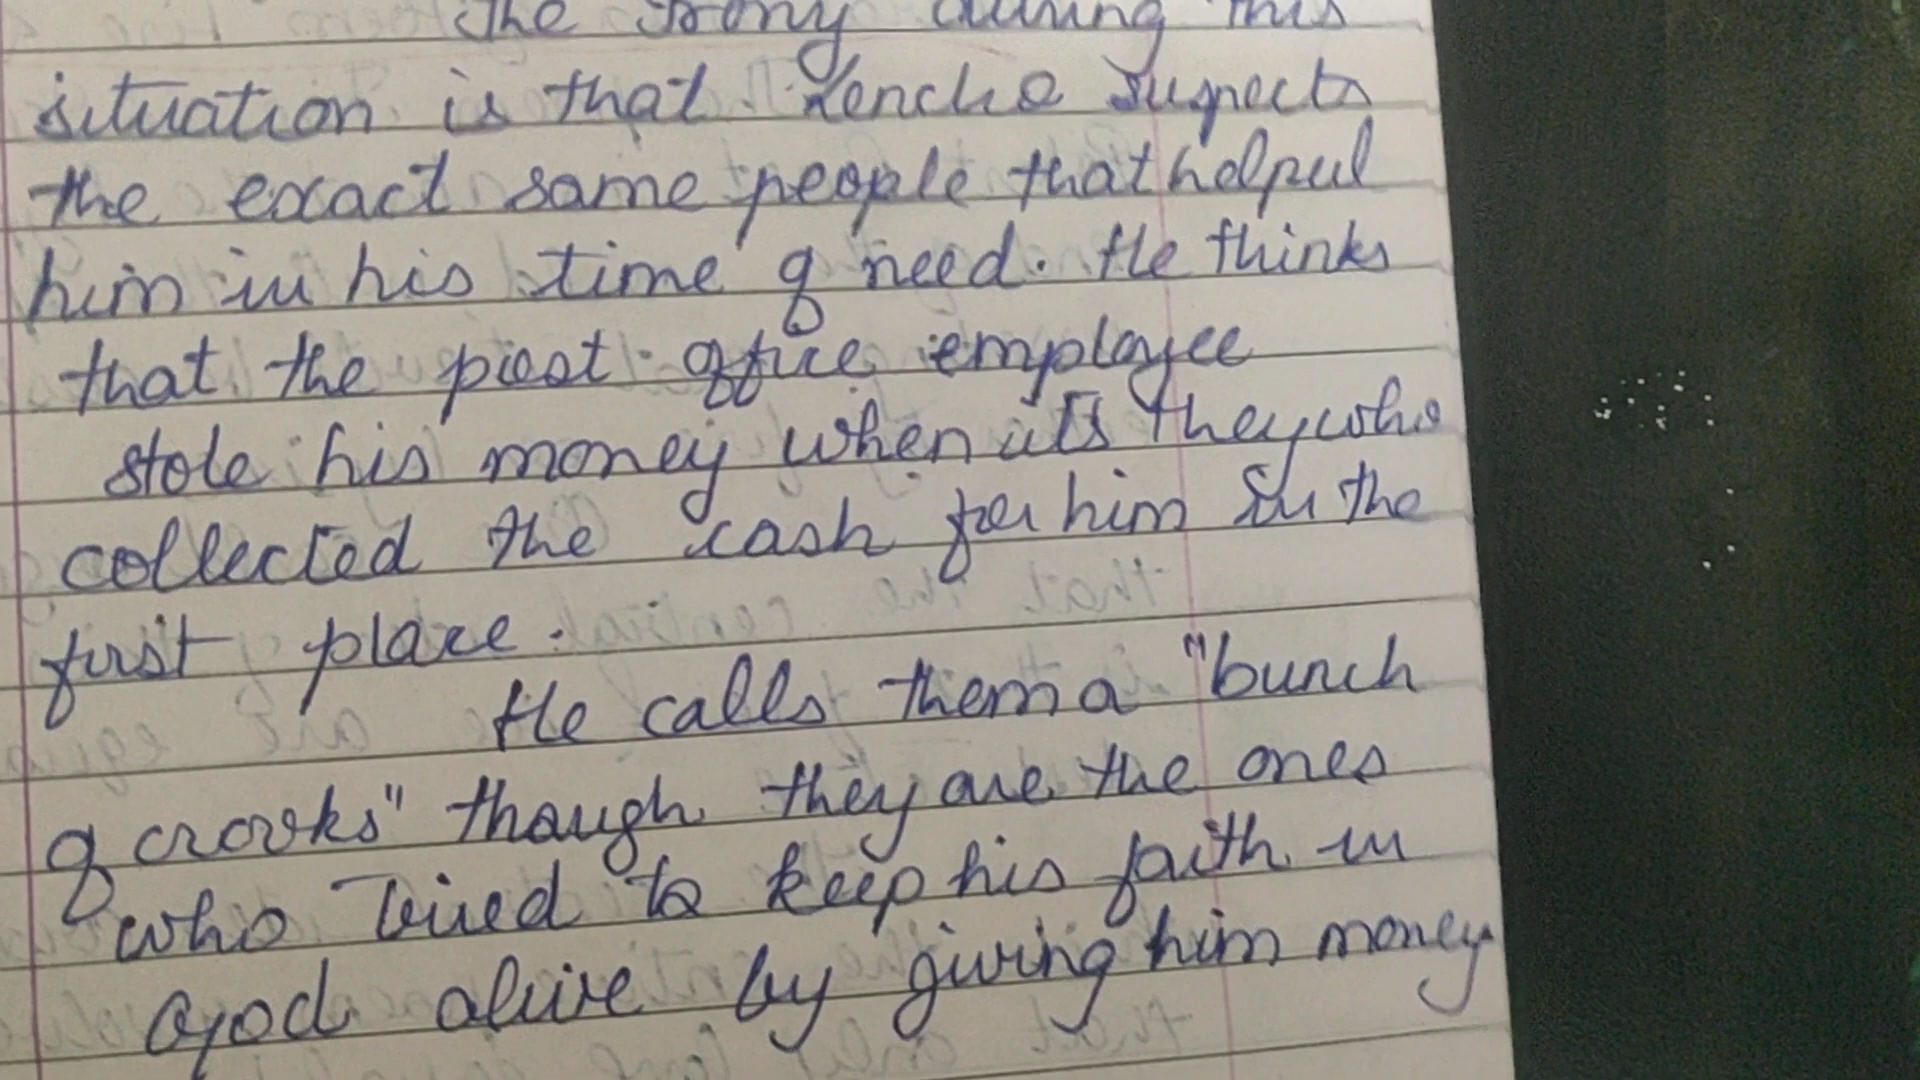 The irony during this
situation is that Lencho suspects
the exact same people that helped
him in his time of need. He thinks
that the post office employee
stole his money when its they who
collected the cash for him in the
first place.
He calls them a "bunch
of crooks" though they are the ones
who tried to keep his faith in
God alive by giving him money